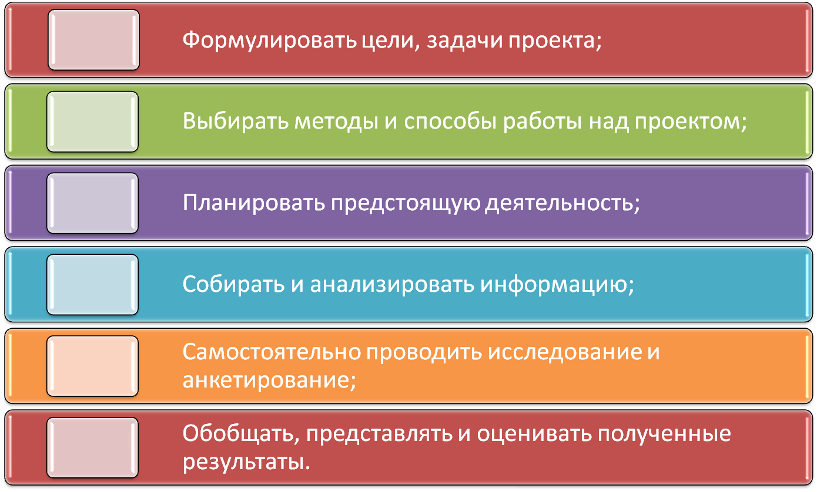 Формулировать цели, задачи проекта;
Выбирать методы и способы работы над проектом;
Планировать предстоящую деятельность;
Собирать и анализировать информацию;
Самостоятельно проводить исследование и
анкетирование;
Обобщать, представлять и оценивать полученные
результаты.